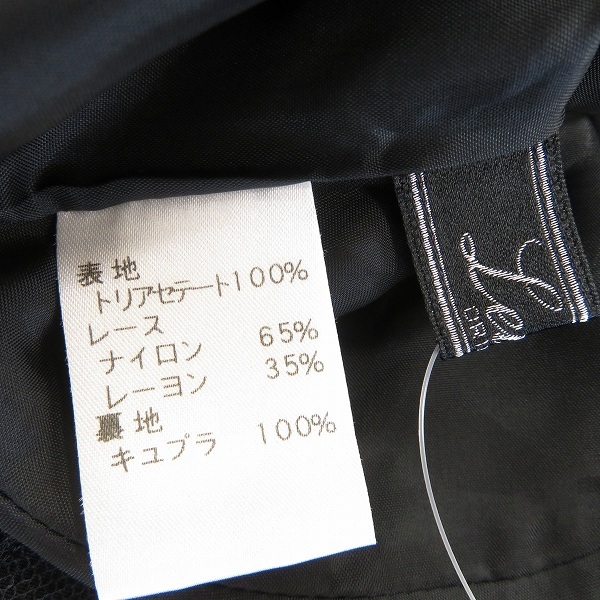 表地
トリアセテート100%
レース
ナイロン 65%
レーヨン 35%
裏地
キュプラ 100%